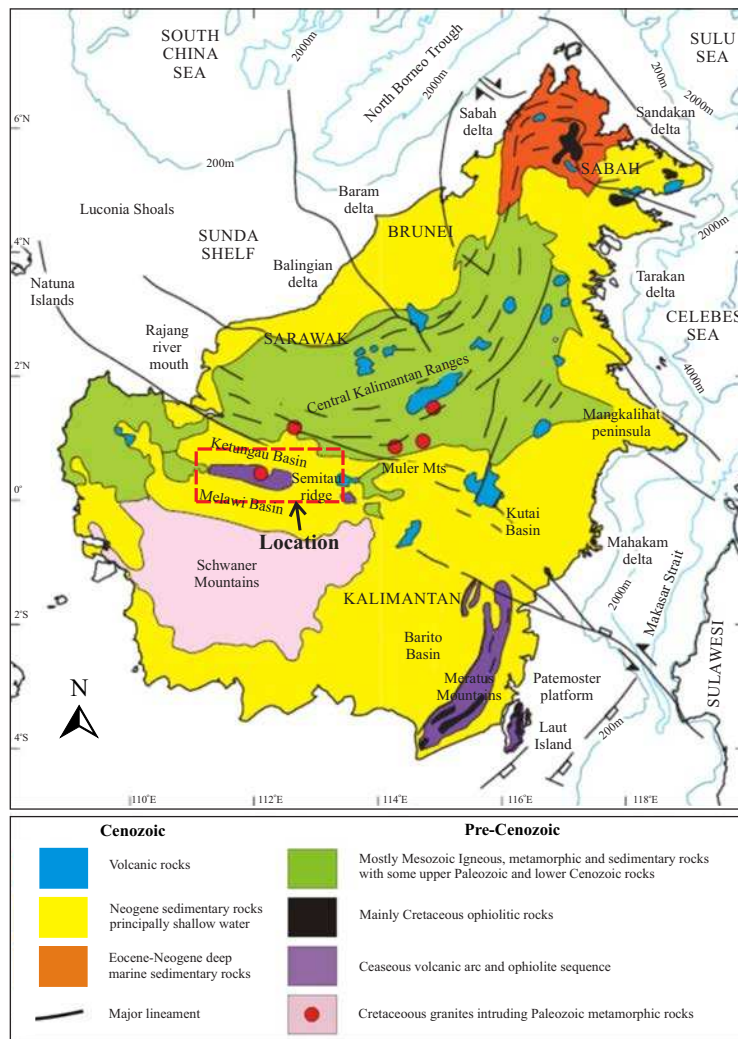 SOUTH
CHINA
SEA
2000m
North Borneo Trough
2000m
SULU
SEA
200m
2000m
Sabah
delta
Sandakan
delta
6°N
SABAH
200m
Baram
delta
2000m
Luconia Shoals
BRUNEI
SUNDA
SHELF
4°N
Balingian
delta
Tarakan
delta
Natuna
Islands
CELEBES
SEA
Rajang
river
mouth
SARAWAK
4000m
2°N
Central Kalimantan Ranges
Mangkalihat
peninsula
Ketungau Basin
Muler Mts
Semitau
ridge
0°
Melawi Basin
Kutai
Basin
Location
Mahakam
delta
Schwaner
Mountains
2000m
Makasar Strait
KALIMANTAN
2°S
Barito
Basin
SULAWESI
Meratus
Mountains
Patemoster
platform
N
Laut
Island
200m
4°S
110°E
112°E
114°E
116°E
118°E
Cenozoic
Volcanic rocks
Neogene sedimentary rocks
principally shallow water
Eocene-Neogene deep
marine sedimentary rocks
Major lineament
Pre-Cenozoic
Mostly Mesozoic Igneous, metamorphic and sedimentary rocks
with some upper Paleozoic and lower Cenozoic rocks
Mainly Cretaceous ophiolitic rocks
Ceaseous volcanic arc and ophiolite sequence
Cretaceous granites intruding Paleozoic metamorphic rocks